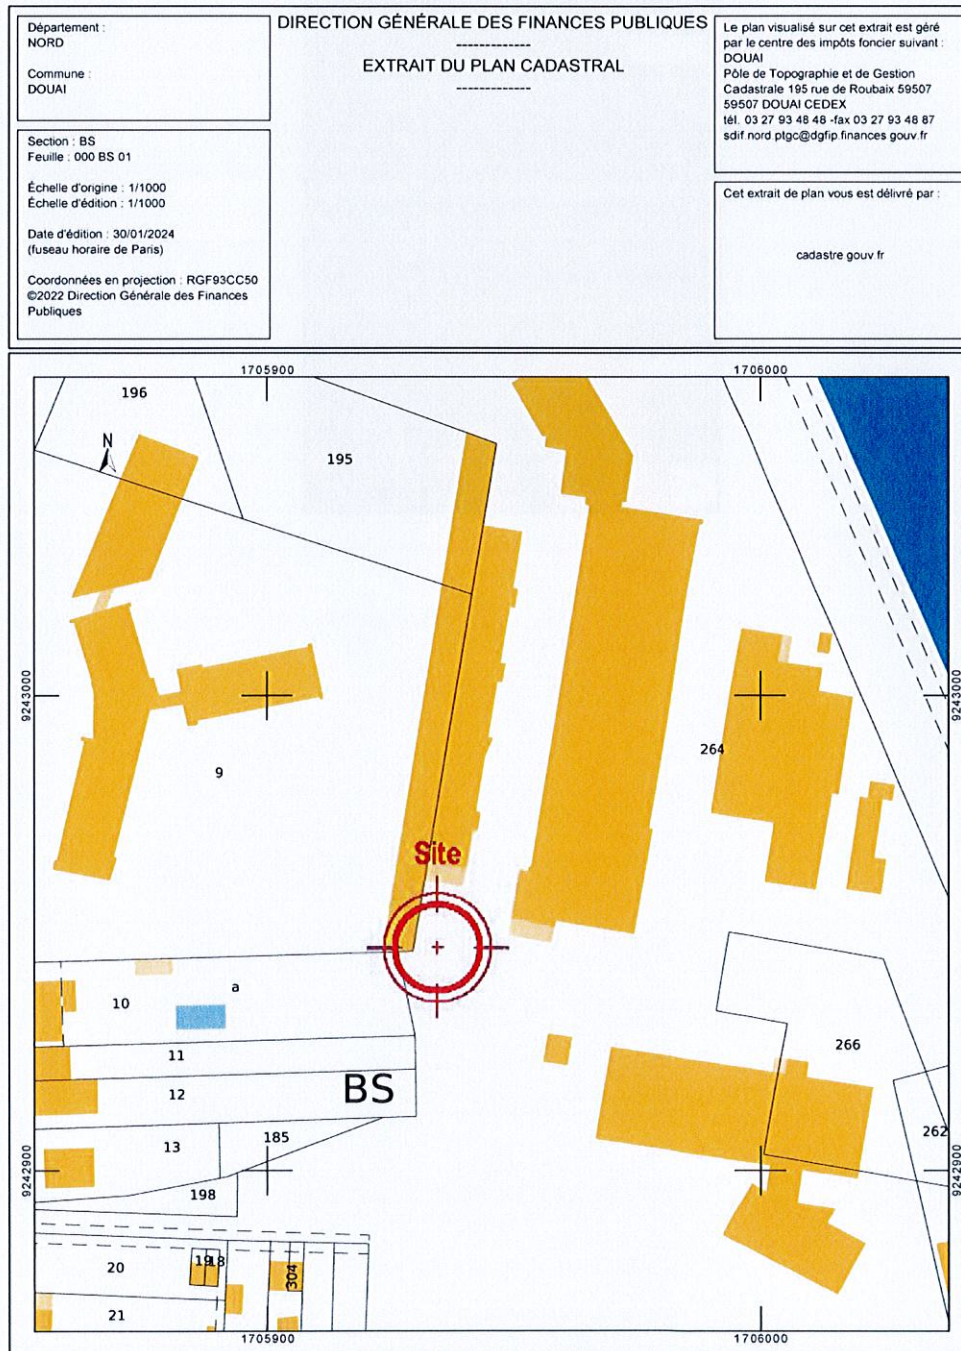 Département :
NORD
Commune :
DOUAI
Section : BS
Feuille : 000 BS 01
Échelle d'origine : 1/1000
Échelle d'édition : 1/1000
Date d'édition : 30/01/2024
(fuseau horaire de Paris)
Coordonnées en projection : RGF93CC50
©2022 Direction Générale des Finances
Publiques
DIRECTION GÉNÉRALE DES FINANCES PUBLIQUES
-------------
EXTRAIT DU PLAN CADASTRAL
-------------
Le plan visualisé sur cet extrait est géré
par le centre des impôts foncier suivant :
DOUAI
Pôle de Topographie et de Gestion
Cadastrale 195 rue de Roubaix 59507
59507 DOUAI CEDEX
tél. 03 27 93 48 48 -fax 03 27 93 48 87
sdif nord ptgc@dgfip finances gouv.fr
Cet extrait de plan vous est délivré par :
cadastre gouv fr
1705900
1706000
196
N
195
9243000
9243000
264
9
Site
10
a
11
12
BS
266
13
185
262
198
9242900
9242900
20
19
18
304
21
1705900
1706000